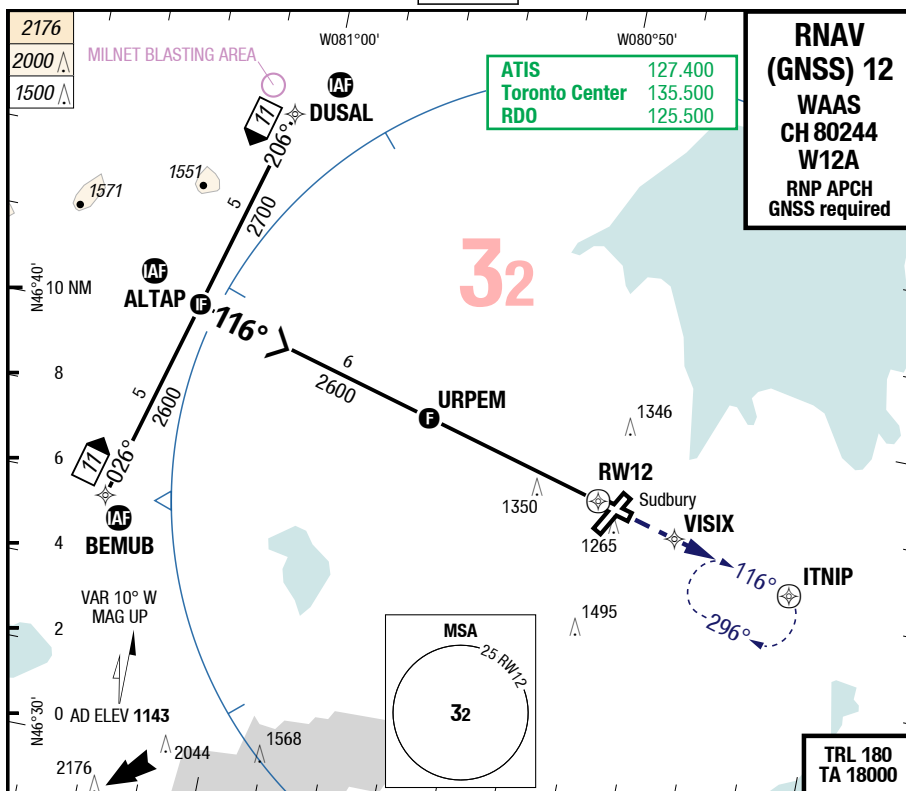 2176
2000
1500
MILNET BLASTING AREA
W081°00'
W080°50'
IAF
DUSAL
11
206°
ATIS 127.400
Toronto Center 135.500
RDO 125.500
RNAV
(GNSS) 12
WAAS
CH 80244
W12A
RNP APCH
GNSS required
1571
1551
5
2700
32
N46°40'
10 NM
IAF
ALTAP
IF
116°
6
2600
8
5
2600
URPEM
F
1346
6
11
026°
RW12
Sudbury
1350
IAF
BEMUB
4
1265
VISIX
116°
ITNIP
296°
VAR 10° W
MAG UP
2
1495
MSA
25 RW12
32
N46°30'
0
AD ELEV 1143
2044
1568
2176
TRL 180
TA 18000